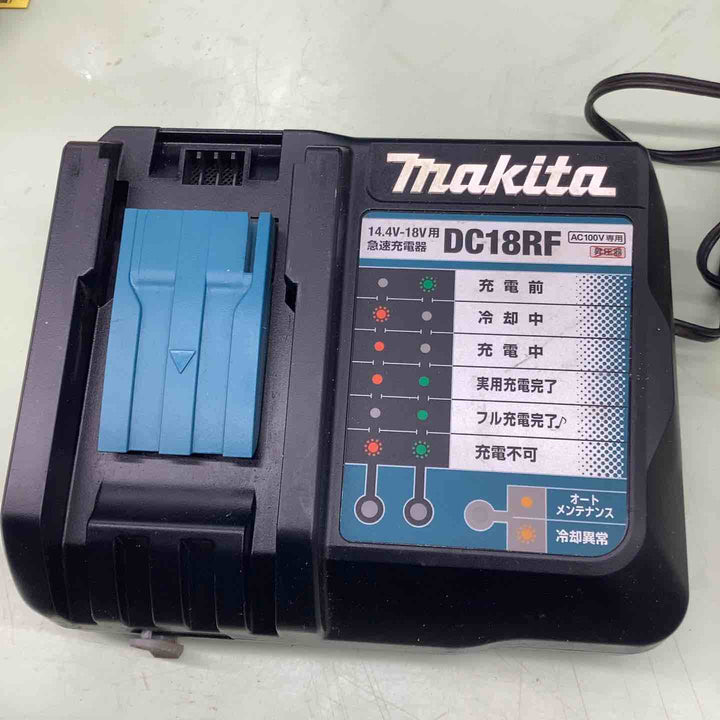 makita
14.4V-18V用
急速充電器
DC18RF
AC100V専用
昇圧器
充電前
冷却中
充電中
実用充電完了
フル充電完了♪
充電不可
オート
メンテナンス
冷却異常